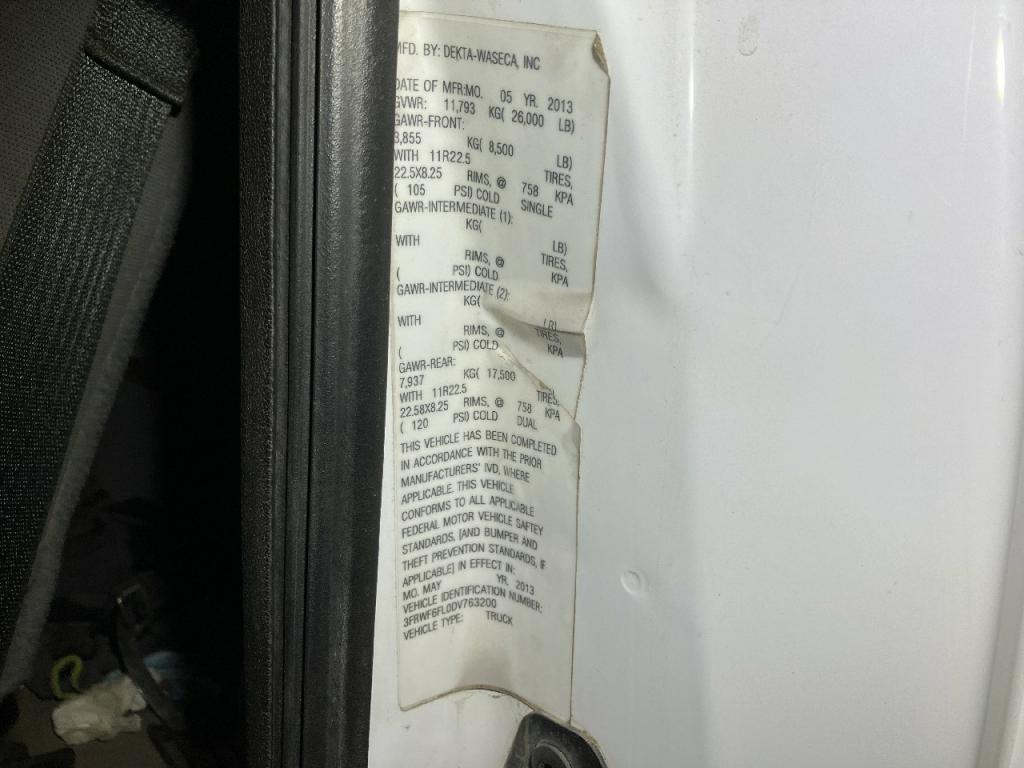 MFD. BY: DEKTA-WASECA, INC
DATE OF MFR:MO. 05 YR. 2013
GVWR: 11,793 KG( 26,000 LB)
GAWR-FRONT:
3,855 KG( 8,500 LB)
WITH 11R22.5 TIRES,
22.5X8.25 RIMS, @ 758 KPA
( 105 PSI) COLD SINGLE
GAWR-INTERMEDIATE (1):
KG( LB)
WITH TIRES,
RIMS, @ KPA
( PSI) COLD
GAWR-INTERMEDIATE (2):
KG( LB)
WITH TIRES,
RIMS, @ KPA
( PSI) COLD
GAWR-REAR:
7,937 KG( 17,500
WITH 11R22.5 TIRES,
22.58X8.25 RIMS, @ 758 KPA
( 120 PSI) COLD DUAL
THIS VEHICLE HAS BEEN COMPLETED
IN ACCORDANCE WITH THE PRIOR
MANUFACTURERS' IVD, WHERE
APPLICABLE. THIS VEHICLE
CONFORMS TO ALL APPLICABLE
FEDERAL MOTOR VEHICLE SAFTEY
STANDARDS, [AND BUMPER AND
THEFT PREVENTION STANDARDS, IF
APPLICABLE] IN EFFECT IN:
MO. MAY YR. 2013
VEHICLE IDENTIFICATION NUMBER:
3FRWF6FL0DV763200
VEHICLE TYPE: TRUCK